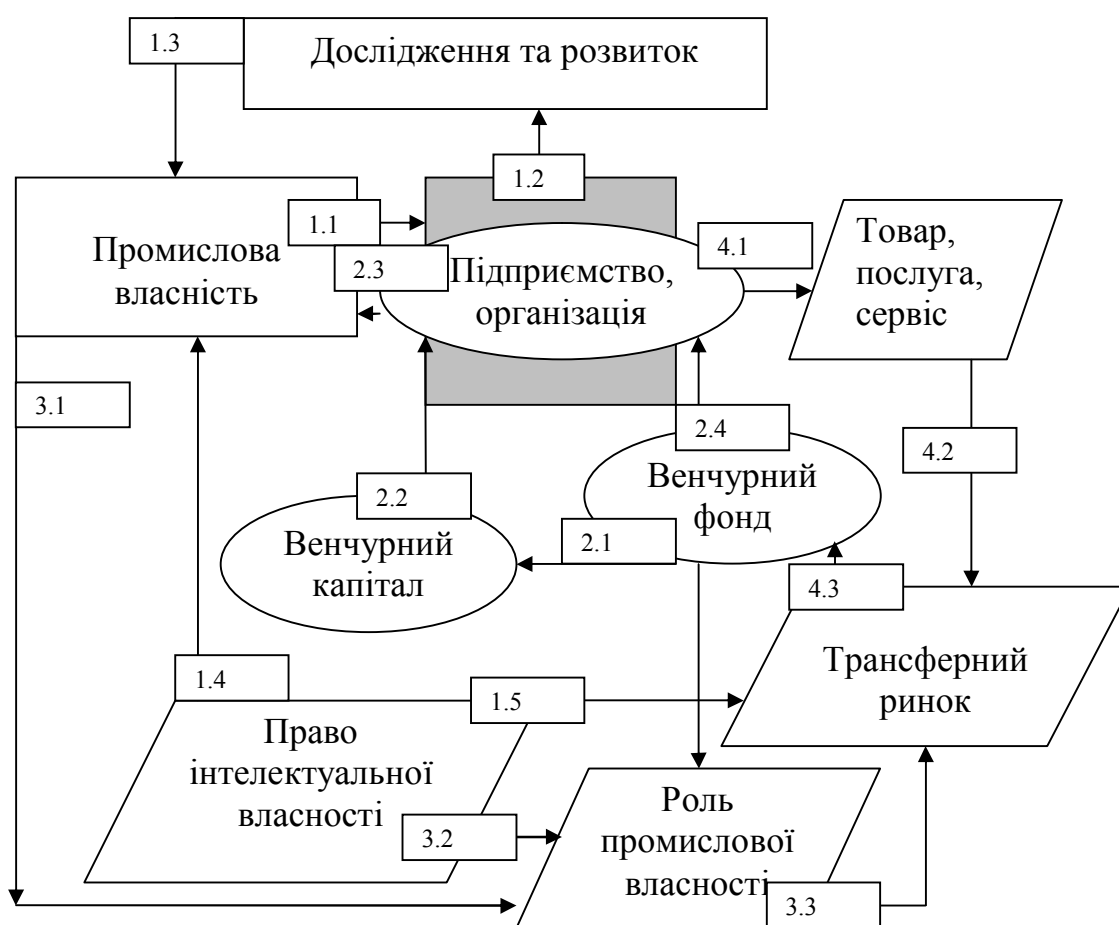 1.3
Дослідження та розвиток
1.2
1.1
Промислова
власність
2.3
Підприємство,
організація
4.1
Товар,
послуга,
сервіс
3.1
2.4
4.2
Венчурний
фонд
2.2
2.1
Венчурний
капітал
4.3
Трансферний
ринок
1.4
1.5
Право
інтелектуальної
власності
3.2
Роль
промислової
власності
3.3